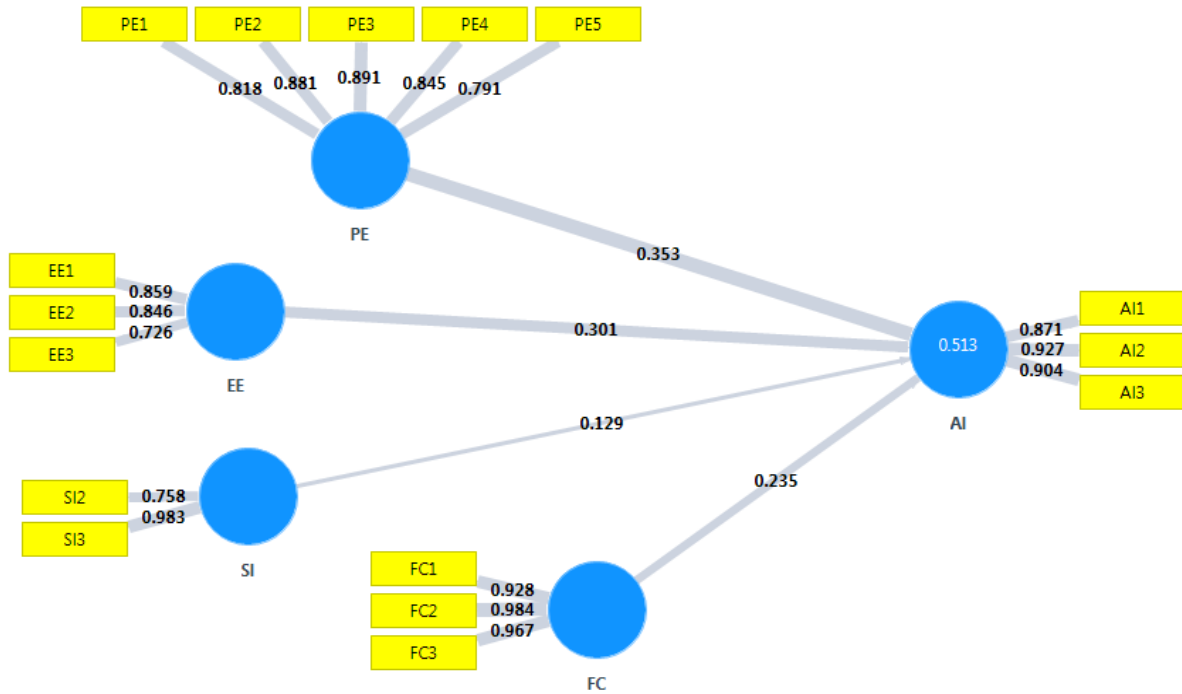 PE1 PE2 PE3 PE4 PE5
0.818 0.881 0.891 0.845 0.791
PE
0.353
EE1
EE2
EE3
0.859
0.846
0.726
EE
0.301
0.513
AI
0.871
0.927
0.904
AI1
AI2
AI3
0.129
SI2
SI3
0.758
0.983
SI
0.235
FC1
FC2
FC3
0.928
0.984
0.967
FC